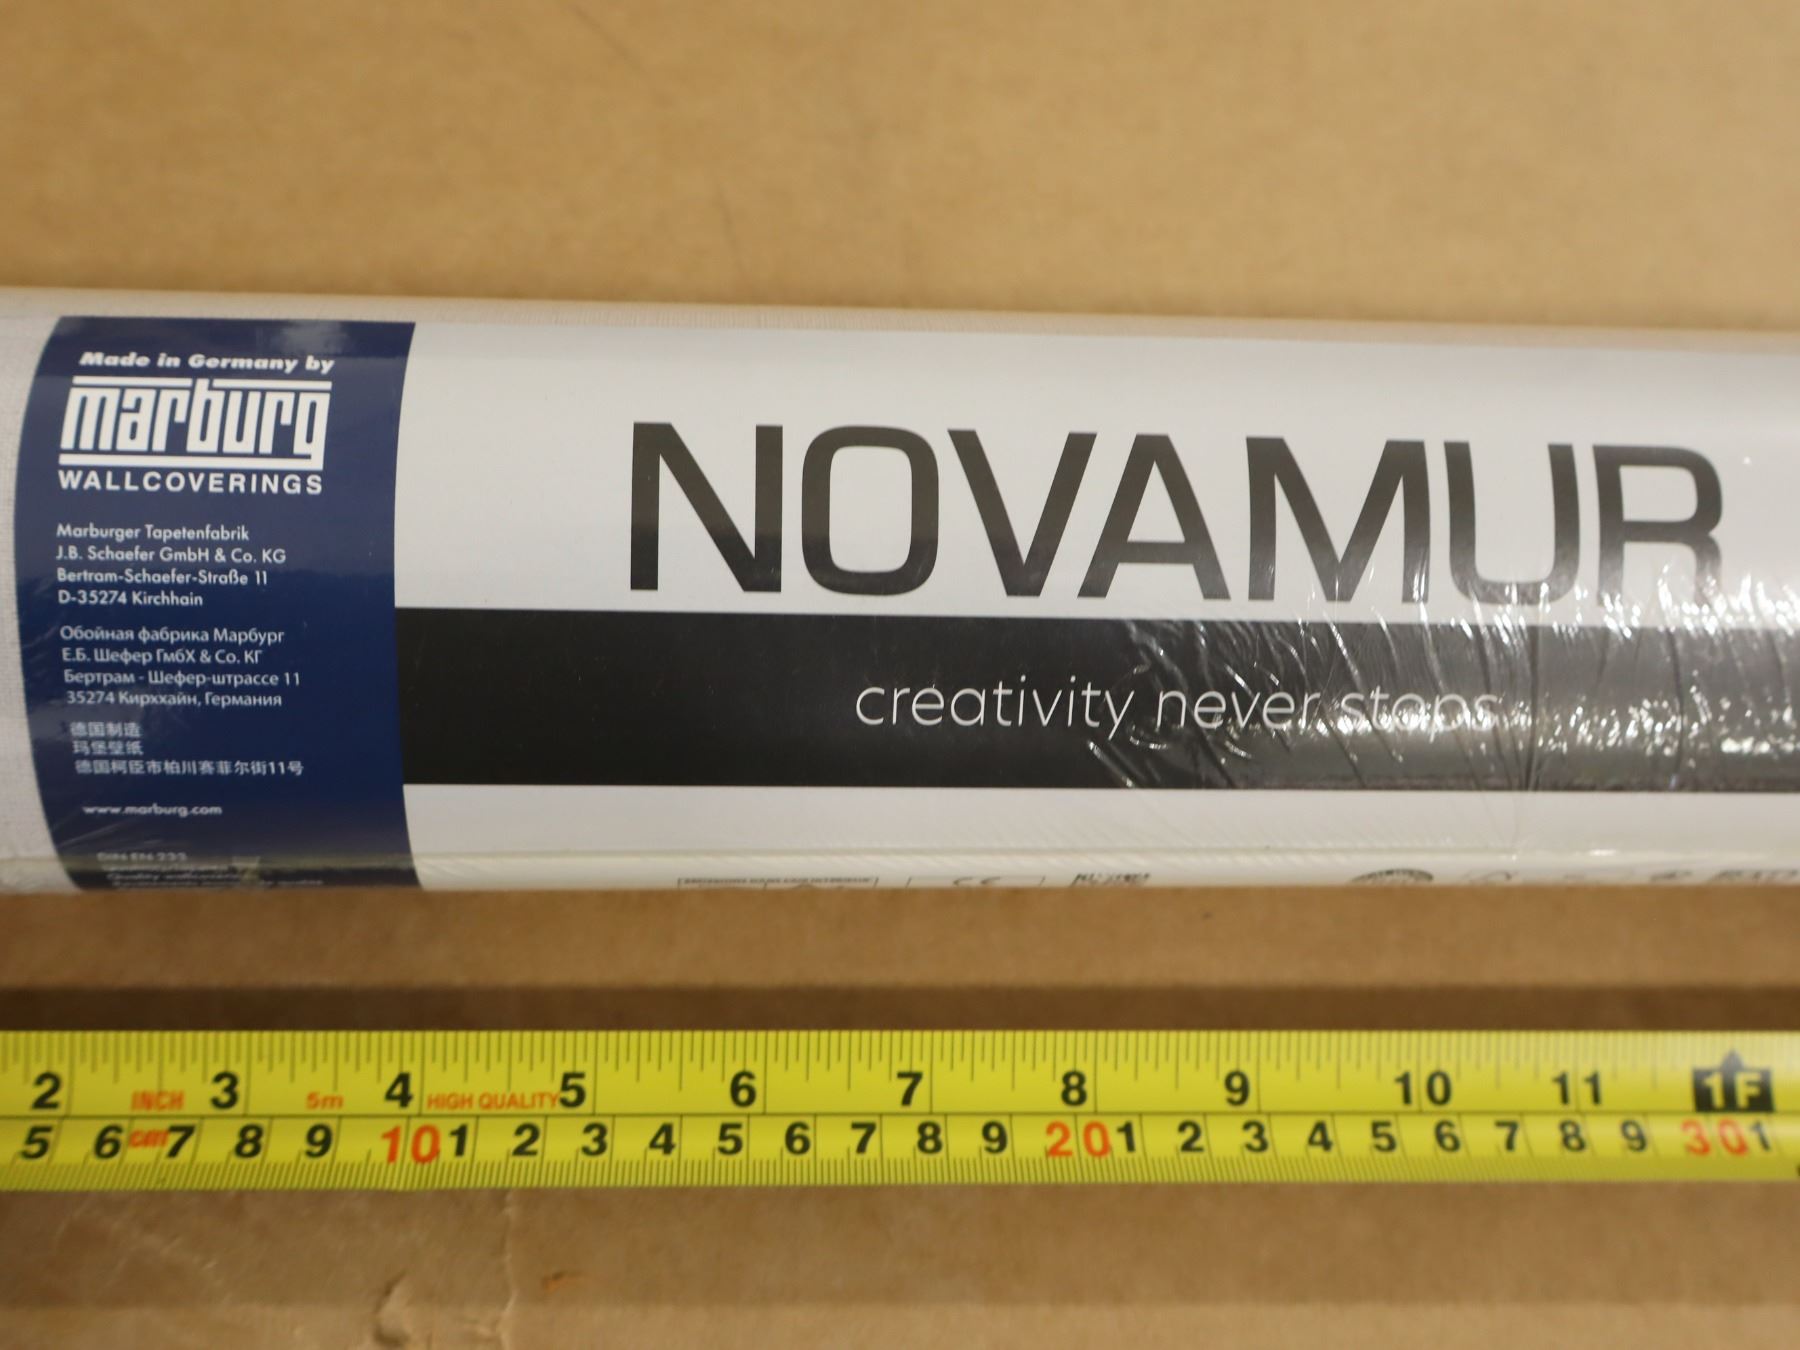 Made in Germany by
marburg
WALLCOVERINGS
Marburger Tapetenfabrik
J.B. Schaefer GmbH & Co. KG
Bertram-Schaefer-Straße 11
D-35274 Kirchhain
Обойная фабрика Марбург
Е.Б. Шефер ГмбХ & Co. КГ
Бертрам - Шефер-штрассе 11
35274 Кирххайн, Германия
德国制造
玛堡壁纸
德国柯臣市柏川赛菲尔街11号
www.marburg.com
DIN EN 233
NOVAMUR
creativity never stops
2 INCH 3 5m 4 HIGH QUALITY 5 6 7 8 9 10 11 1F
5 6 cm 7 8 9 10 1 2 3 4 5 6 7 8 9 20 1 2 3 4 5 6 7 8 9 30 1